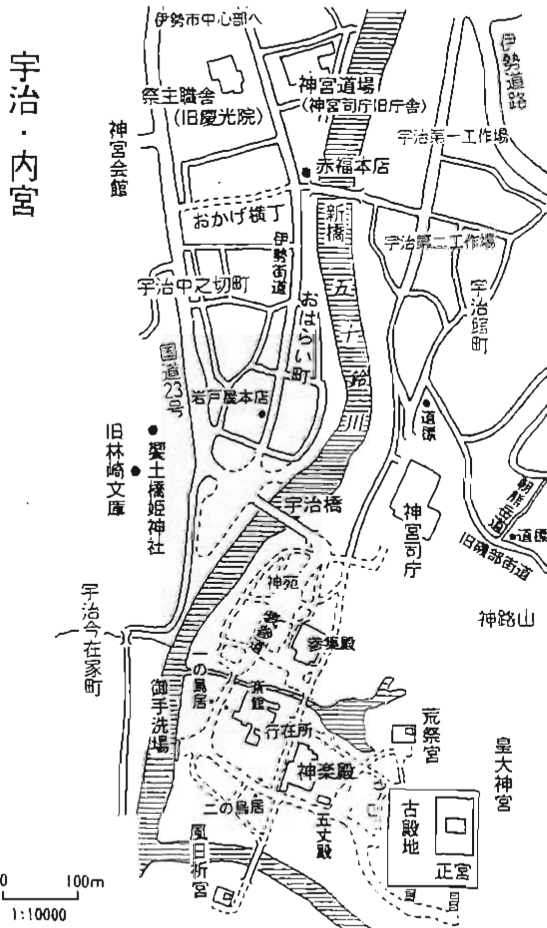 宇治・内宮
伊勢市中心部へ
伊勢道路
祭主職舎
(旧慶光院)
神宮道場
(神宮司庁旧庁舎)
神宮会館
宇治第一工作場
赤福本店
おかげ横丁
新橋
宇治第二工作場
伊勢街道
宇治中之切町
おはらい町
五十鈴川
宇治館町
国道23号
岩戸屋本店
道標
旧林崎文庫
饗土橋姫神社
宇治橋
神宮司庁
朝熊岳道
道標
旧磯部街道
神苑
神路山
宇治今在家町
参集殿
一の鳥居
斎館
御手洗場
行在所
荒祭宮
皇大神宮
神楽殿
二の鳥居
五丈殿
古殿地
正宮
風日祈宮
0 100m
1:10000